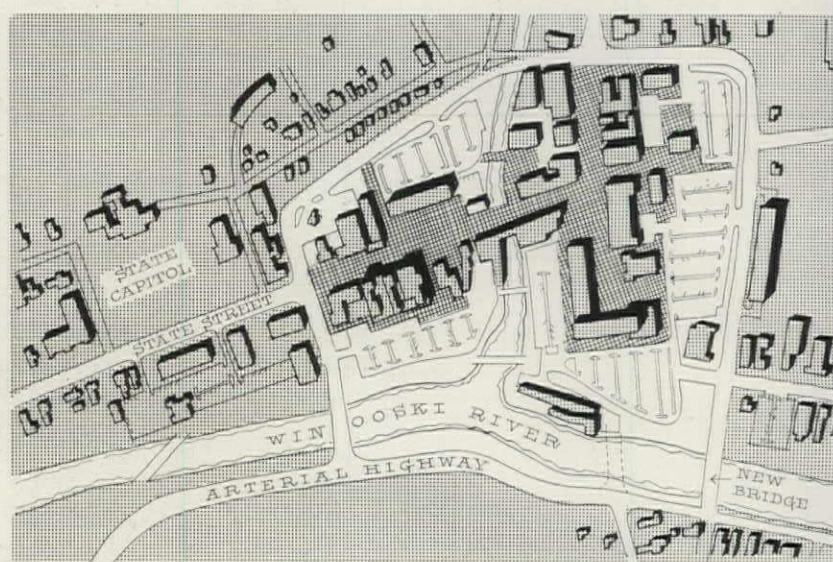 STATE
CAPITOL
STATE STREET
WINOOSKI RIVER
ARTERIAL HIGHWAY
NEW
BRIDGE